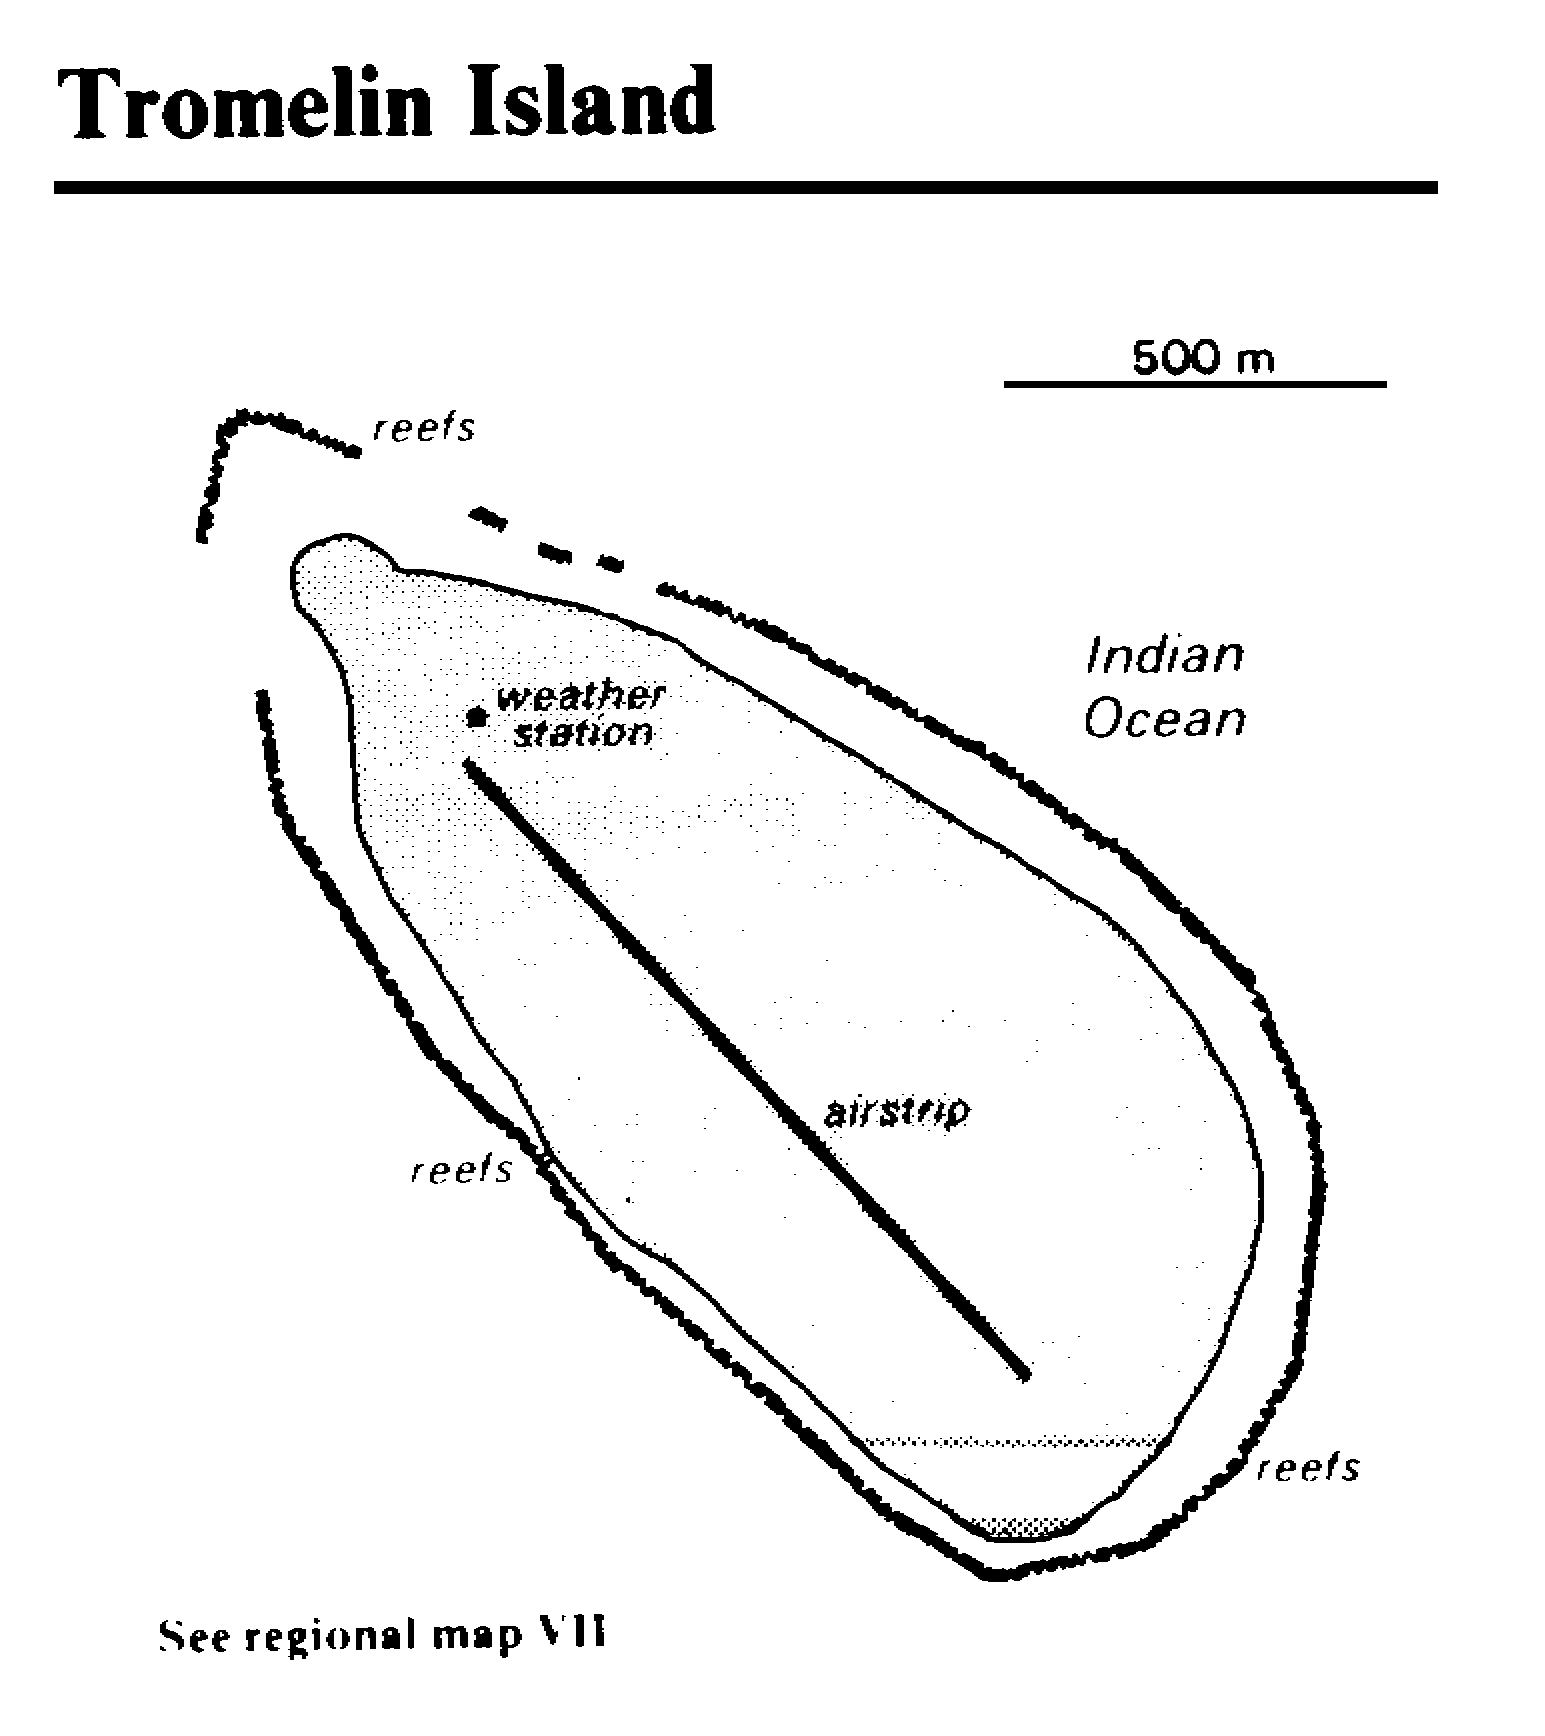 Tromelin Island
500 m
reefs
Indian
Ocean
weather
station
airstrip
reefs
reefs
See regional map VII